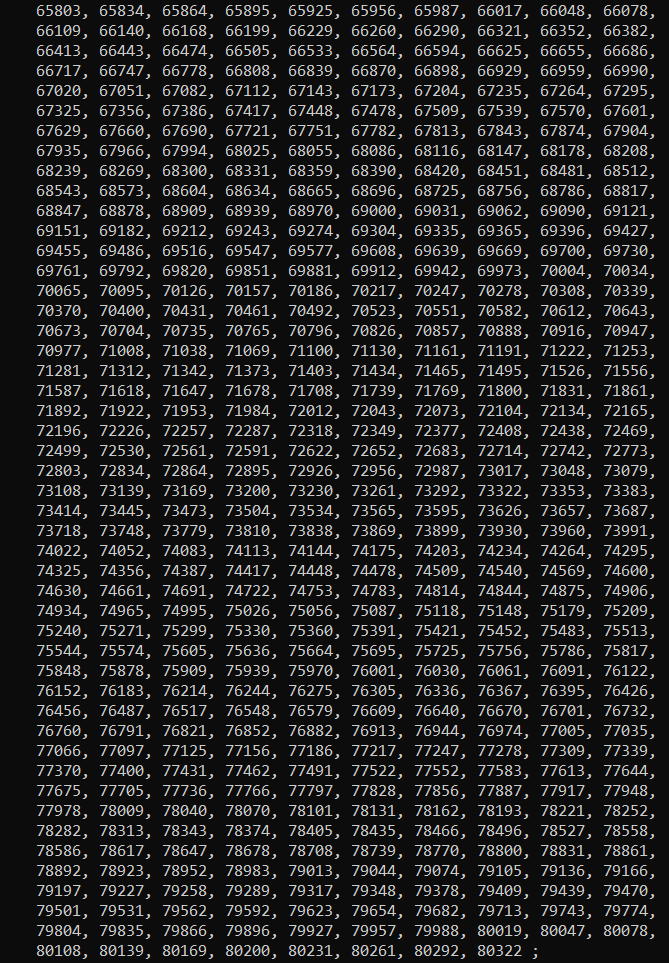 65803, 65834, 65864, 65895, 65925, 65956, 65987, 66017, 66048, 66078,
66109, 66140, 66168, 66199, 66229, 66260, 66290, 66321, 66352, 66382,
66413, 66443, 66474, 66505, 66533, 66564, 66594, 66625, 66655, 66686,
66717, 66747, 66778, 66808, 66839, 66870, 66898, 66929, 66959, 66990,
67020, 67051, 67082, 67112, 67143, 67173, 67204, 67235, 67264, 67295,
67325, 67356, 67386, 67417, 67448, 67478, 67509, 67539, 67570, 67601,
67629, 67660, 67690, 67721, 67751, 67782, 67813, 67843, 67874, 67904,
67935, 67966, 67994, 68025, 68055, 68086, 68116, 68147, 68178, 68208,
68239, 68269, 68300, 68331, 68359, 68390, 68420, 68451, 68481, 68512,
68543, 68573, 68604, 68634, 68665, 68696, 68725, 68756, 68786, 68817,
68847, 68878, 68909, 68939, 68970, 69000, 69031, 69062, 69090, 69121,
69151, 69182, 69212, 69243, 69274, 69304, 69335, 69365, 69396, 69427,
69455, 69486, 69516, 69547, 69577, 69608, 69639, 69669, 69700, 69730,
69761, 69792, 69820, 69851, 69881, 69912, 69942, 69973, 70004, 70034,
70065, 70095, 70126, 70157, 70186, 70217, 70247, 70278, 70308, 70339,
70370, 70400, 70431, 70461, 70492, 70523, 70551, 70582, 70612, 70643,
70673, 70704, 70735, 70765, 70796, 70826, 70857, 70888, 70916, 70947,
70977, 71008, 71038, 71069, 71100, 71130, 71161, 71191, 71222, 71253,
71281, 71312, 71342, 71373, 71403, 71434, 71465, 71495, 71526, 71556,
71587, 71618, 71647, 71678, 71708, 71739, 71769, 71800, 71831, 71861,
71892, 71922, 71953, 71984, 72012, 72043, 72073, 72104, 72134, 72165,
72196, 72226, 72257, 72287, 72318, 72349, 72377, 72408, 72438, 72469,
72499, 72530, 72561, 72591, 72622, 72652, 72683, 72714, 72742, 72773,
72803, 72834, 72864, 72895, 72926, 72956, 72987, 73017, 73048, 73079,
73108, 73139, 73169, 73200, 73230, 73261, 73292, 73322, 73353, 73383,
73414, 73445, 73473, 73504, 73534, 73565, 73595, 73626, 73657, 73687,
73718, 73748, 73779, 73810, 73838, 73869, 73899, 73930, 73960, 73991,
74022, 74052, 74083, 74113, 74144, 74175, 74203, 74234, 74264, 74295,
74325, 74356, 74387, 74417, 74448, 74478, 74509, 74540, 74569, 74600,
74630, 74661, 74691, 74722, 74753, 74783, 74814, 74844, 74875, 74906,
74934, 74965, 74995, 75026, 75056, 75087, 75118, 75148, 75179, 75209,
75240, 75271, 75299, 75330, 75360, 75391, 75421, 75452, 75483, 75513,
75544, 75574, 75605, 75636, 75664, 75695, 75725, 75756, 75786, 75817,
75848, 75878, 75909, 75939, 75970, 76001, 76030, 76061, 76091, 76122,
76152, 76183, 76214, 76244, 76275, 76305, 76336, 76367, 76395, 76426,
76456, 76487, 76517, 76548, 76579, 76609, 76640, 76670, 76701, 76732,
76760, 76791, 76821, 76852, 76882, 76913, 76944, 76974, 77005, 77035,
77066, 77097, 77125, 77156, 77186, 77217, 77247, 77278, 77309, 77339,
77370, 77400, 77431, 77462, 77491, 77522, 77552, 77583, 77613, 77644,
77675, 77705, 77736, 77766, 77797, 77828, 77856, 77887, 77917, 77948,
77978, 78009, 78040, 78070, 78101, 78131, 78162, 78193, 78221, 78252,
78282, 78313, 78343, 78374, 78405, 78435, 78466, 78496, 78527, 78558,
78586, 78617, 78647, 78678, 78708, 78739, 78770, 78800, 78831, 78861,
78892, 78923, 78952, 78983, 79013, 79044, 79074, 79105, 79136, 79166,
79197, 79227, 79258, 79289, 79317, 79348, 79378, 79409, 79439, 79470,
79501, 79531, 79562, 79592, 79623, 79654, 79682, 79713, 79743, 79774,
79804, 79835, 79866, 79896, 79927, 79957, 79988, 80019, 80047, 80078,
80108, 80139, 80169, 80200, 80231, 80261, 80292, 80322 ;